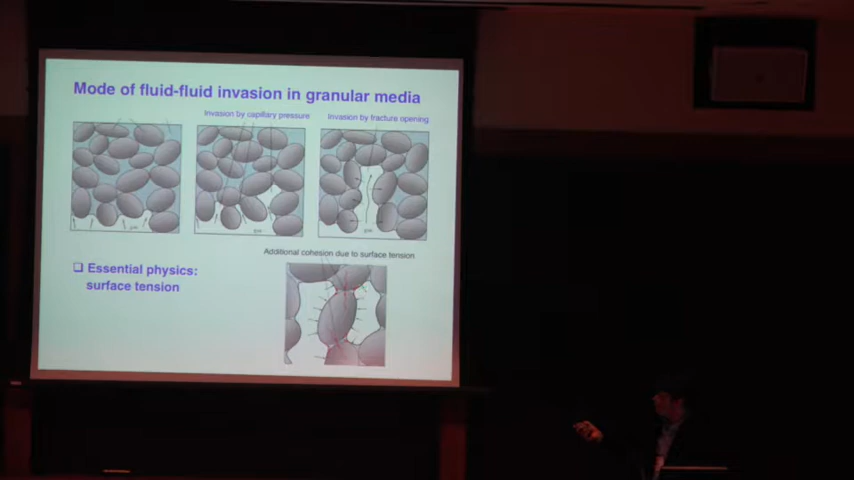 Mode of fluid-fluid invasion in granular media
Invasion by capillary pressure
Invasion by fracture opening
Additional cohesion due to surface tension
❑ Essential physics:
surface tension